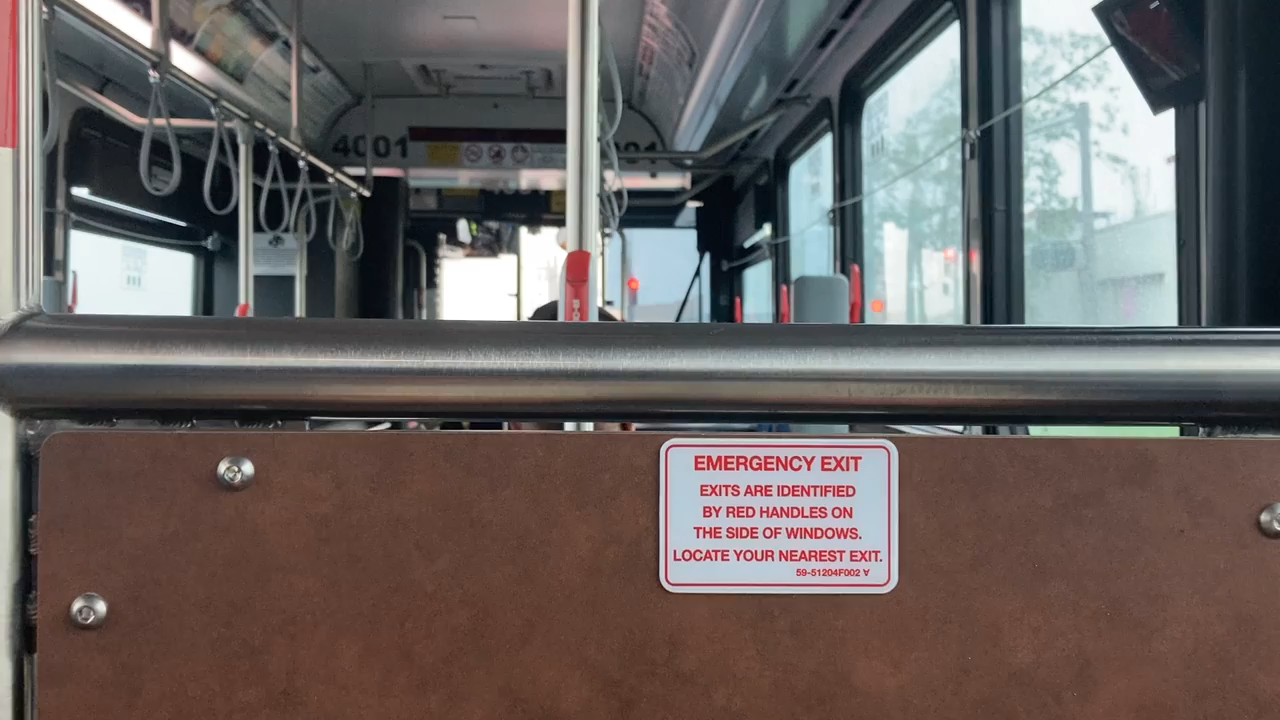 4001
EMERGENCY EXIT
EXITS ARE IDENTIFIED
BY RED HANDLES ON
THE SIDE OF WINDOWS.
LOCATE YOUR NEAREST EXIT.
59-51204F002 ∀